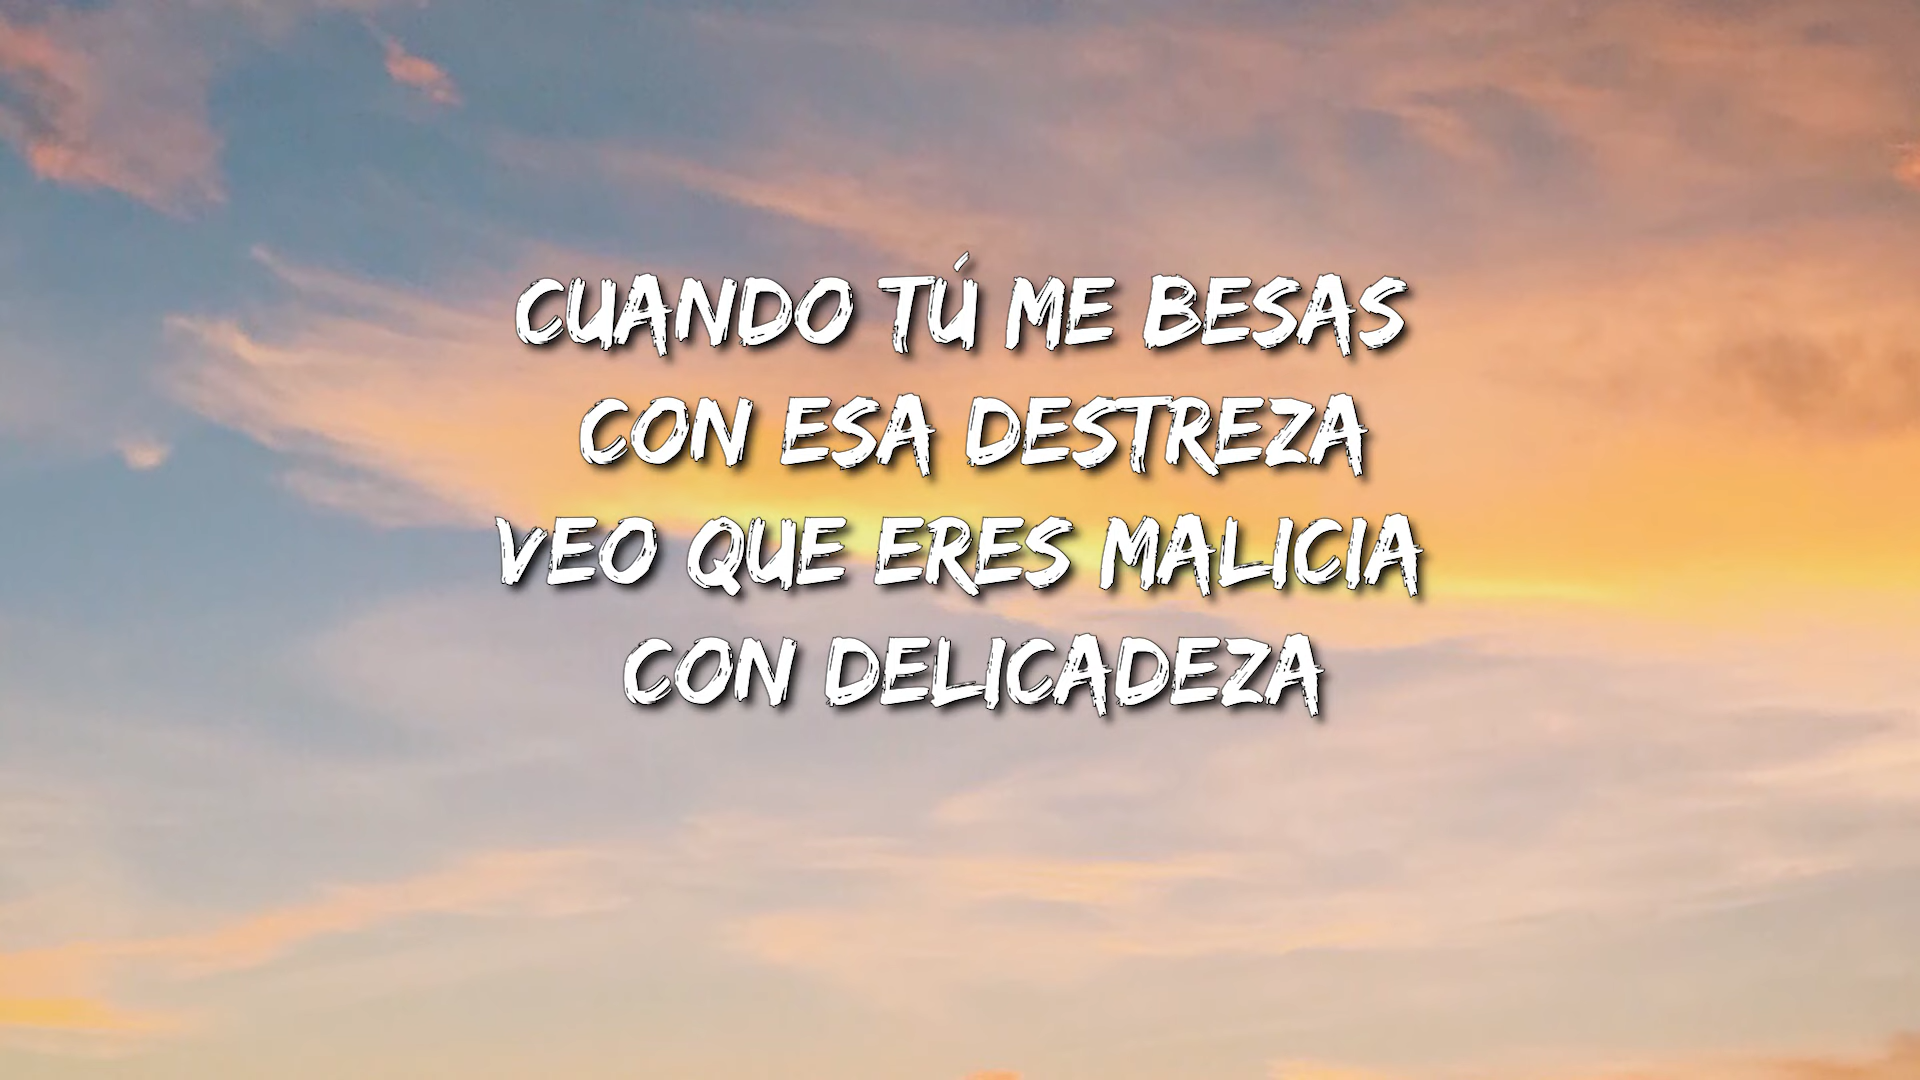 CUANDO TÚ ME BESAS
CON ESA DESTREZA
VEO QUE ERES MALICIA
CON DELICADEZA